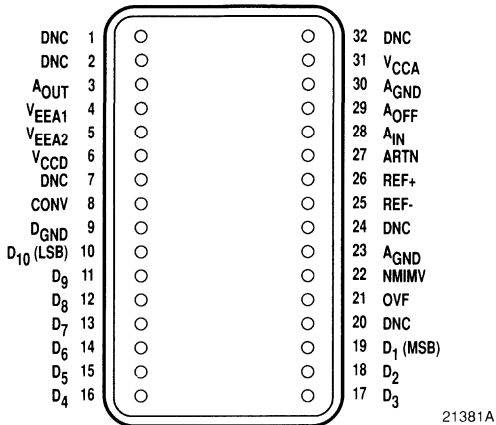 DNC 1 32 DNC
DNC 2 31 VCCA
AOUT 3 30 AGND
VEEA1 4 29 AOFF
VEEA2 5 28 AIN
VCCD 6 27 ARTN
DNC 7 26 REF+
CONV 8 25 REF-
DGND 9 24 DNC
D10 (LSB) 10 23 AGND
D9 11 22 NMIMV
D8 12 21 OVF
D7 13 20 DNC
D6 14 19 D1 (MSB)
D5 15 18 D2
D4 16 17 D3
21381A